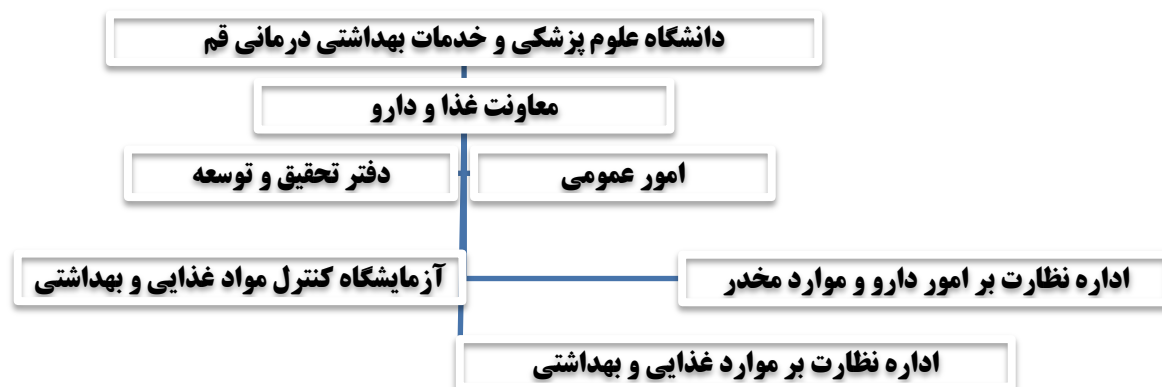 دانشگاه علوم پزشکی و خدمات بهداشتی درمانی قم
معاونت غذا و دارو
امور عمومی
دفتر تحقیق و توسعه
اداره نظارت بر امور دارو و موارد مخدر
آزمایشگاه کنترل مواد غذایی و بهداشتی
اداره نظارت بر موارد غذایی و بهداشتی